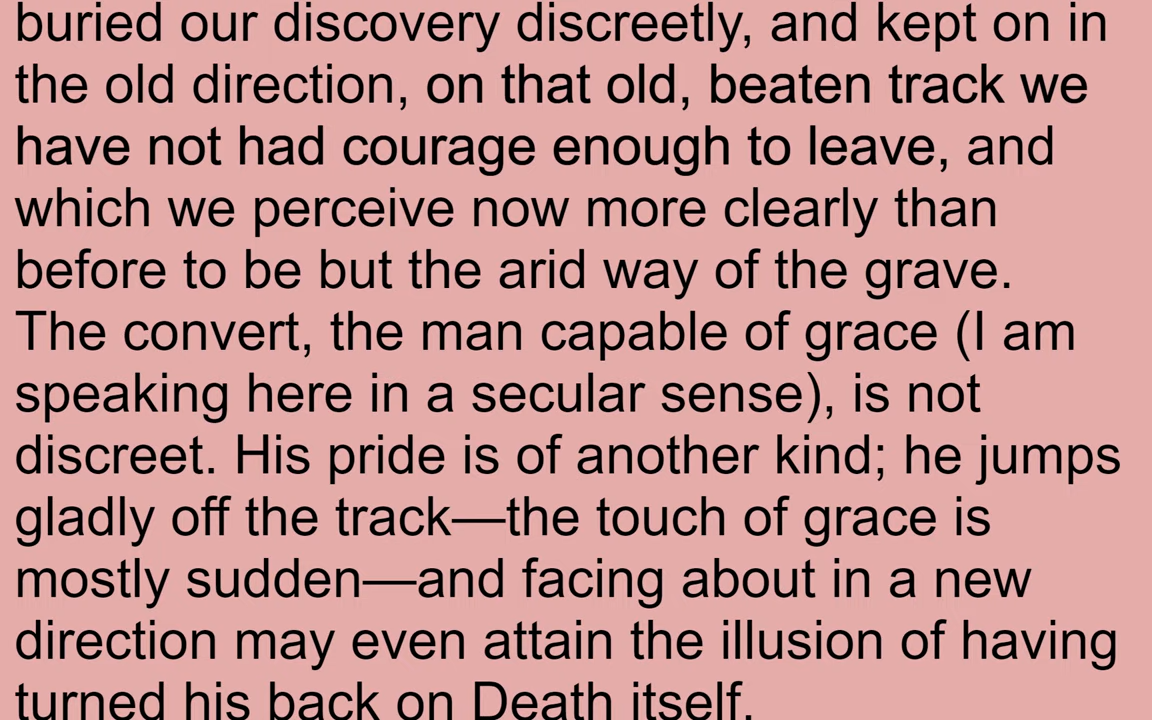 buried our discovery discreetly, and kept on in
the old direction, on that old, beaten track we
have not had courage enough to leave, and
which we perceive now more clearly than
before to be but the arid way of the grave.
The convert, the man capable of grace (I am
speaking here in a secular sense), is not
discreet. His pride is of another kind; he jumps
gladly off the track—the touch of grace is
mostly sudden—and facing about in a new
direction may even attain the illusion of having
turned his back on Death itself.